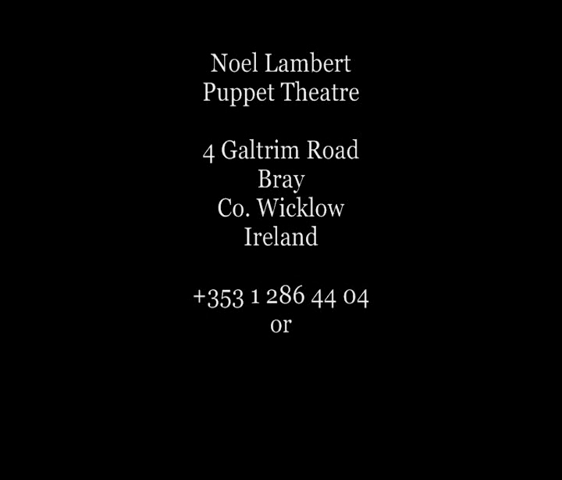 Noel Lambert
Puppet Theatre
4 Galtrim Road
Bray
Co. Wicklow
Ireland
+353 1 286 44 04
or